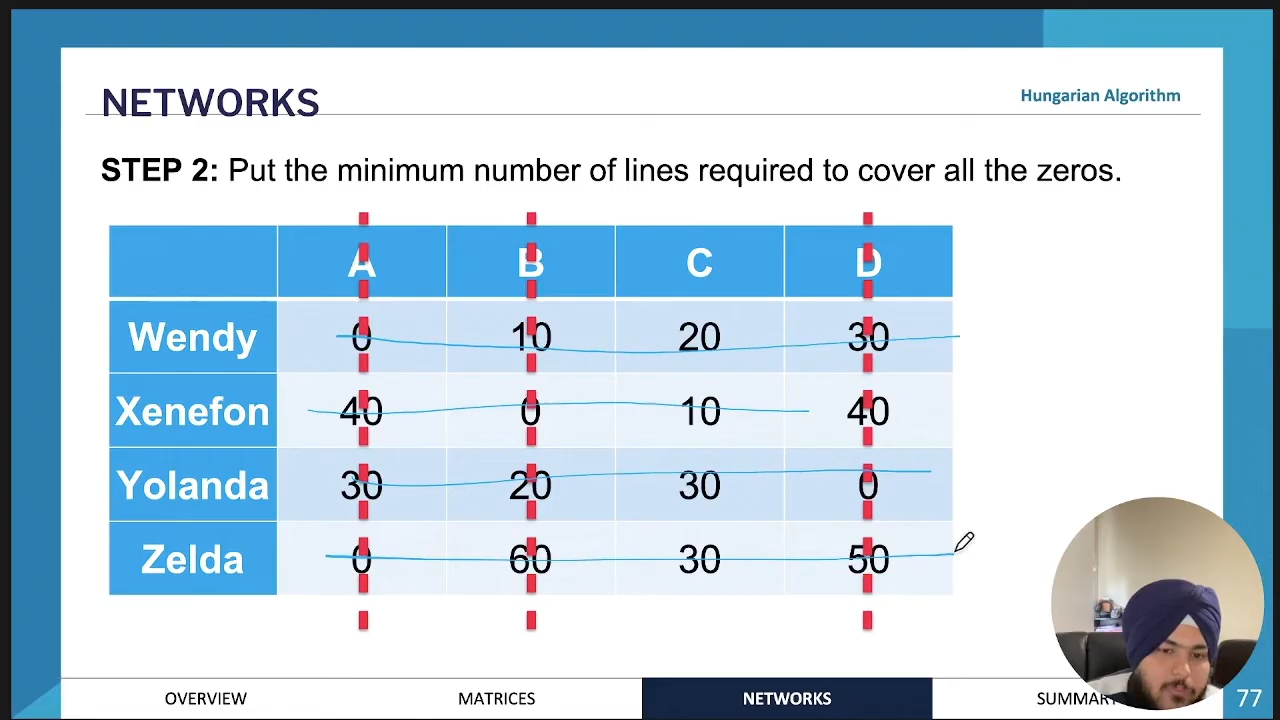 NETWORKS
Hungarian Algorithm
STEP 2: Put the minimum number of lines required to cover all the zeros.
A B C D
Wendy 0 10 20 30
Xenefon 40 0 10 40
Yolanda 30 20 30 0
Zelda 0 60 30 50
OVERVIEW MATRICES NETWORKS SUMMARY 77